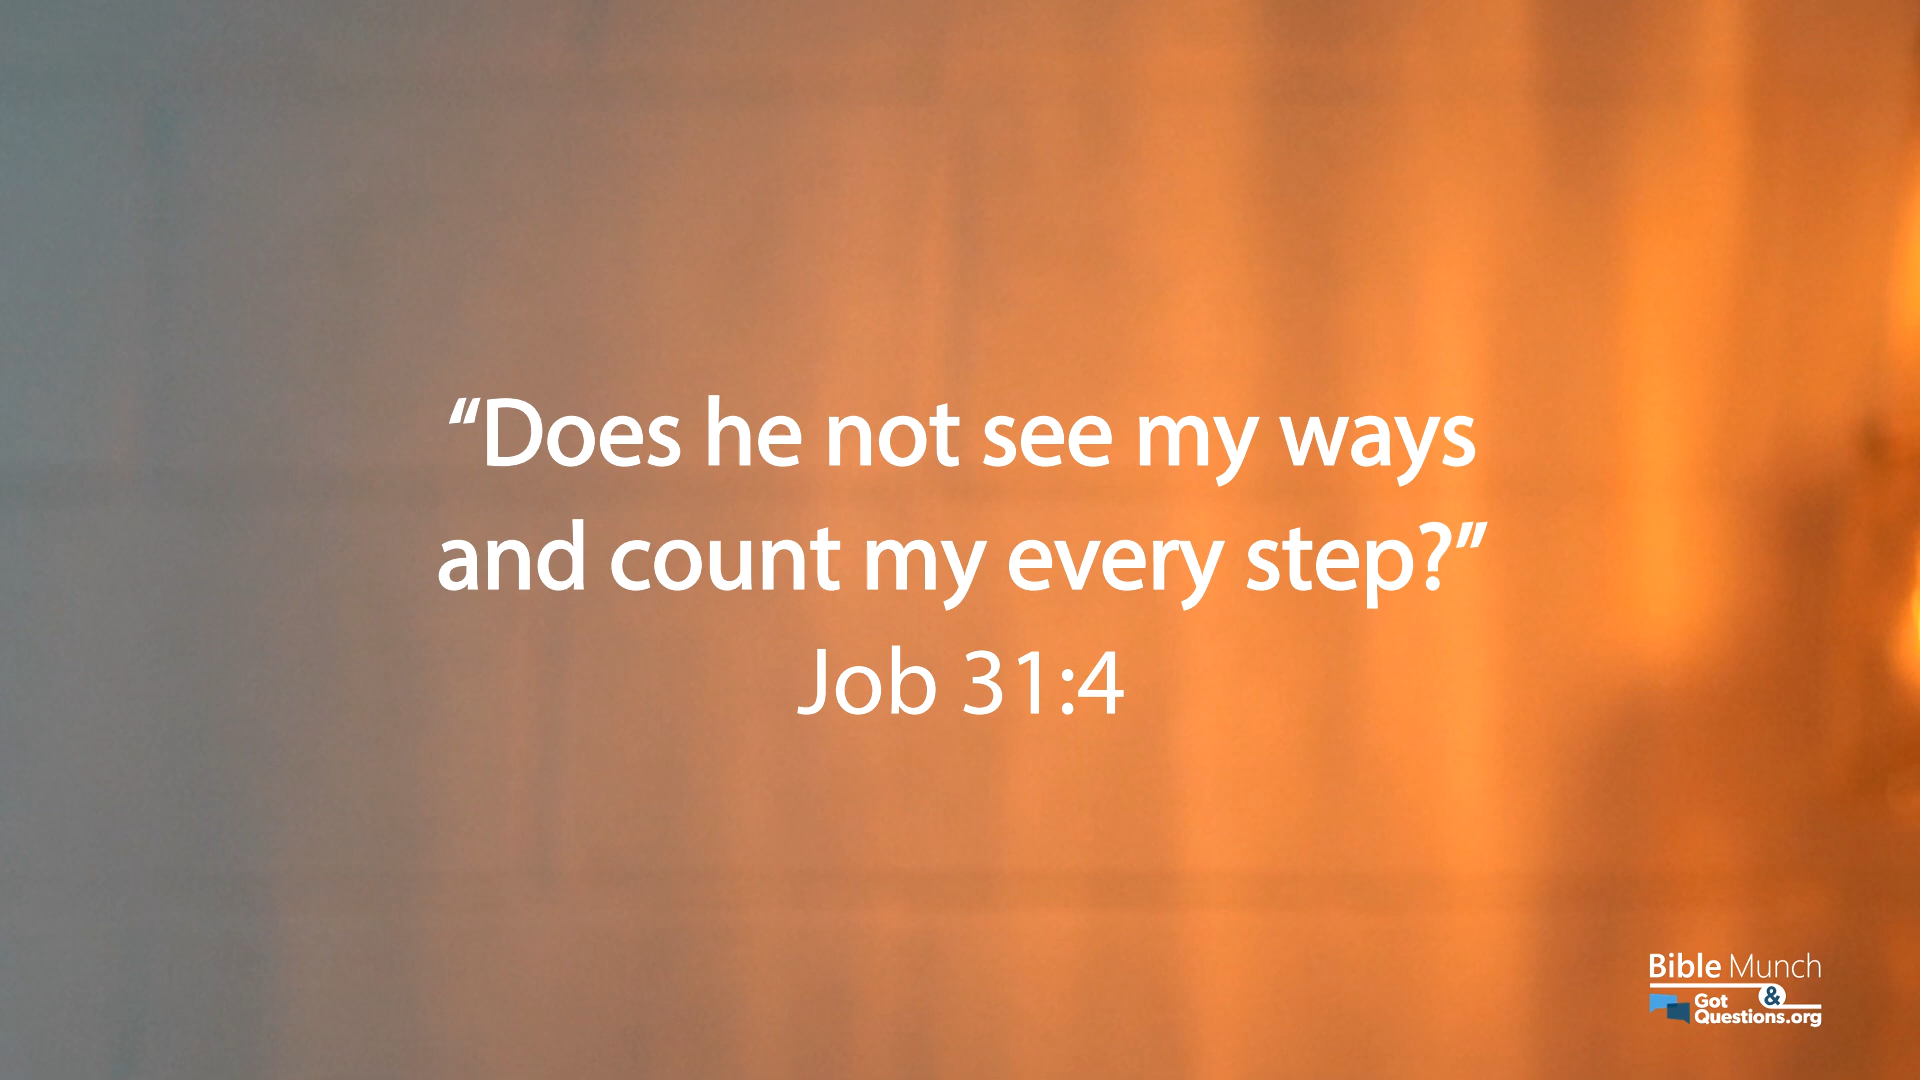 “Does he not see my ways
and count my every step?”
Job 31:4
Bible Munch
&
Got
Questions.org